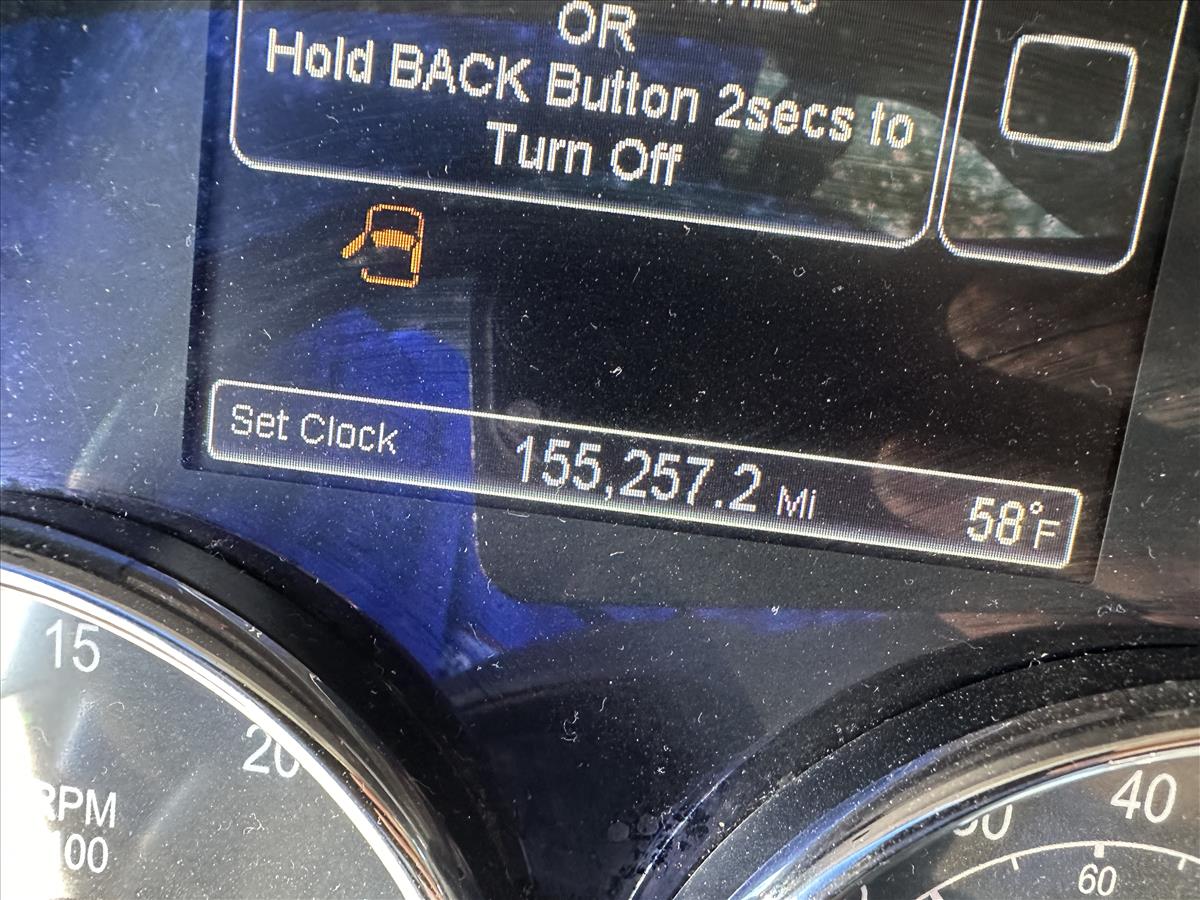 OR
Hold BACK Button 2secs to
Turn Off
Set Clock 155,257.2 Mi 58°F
15
20
RPM
40
60